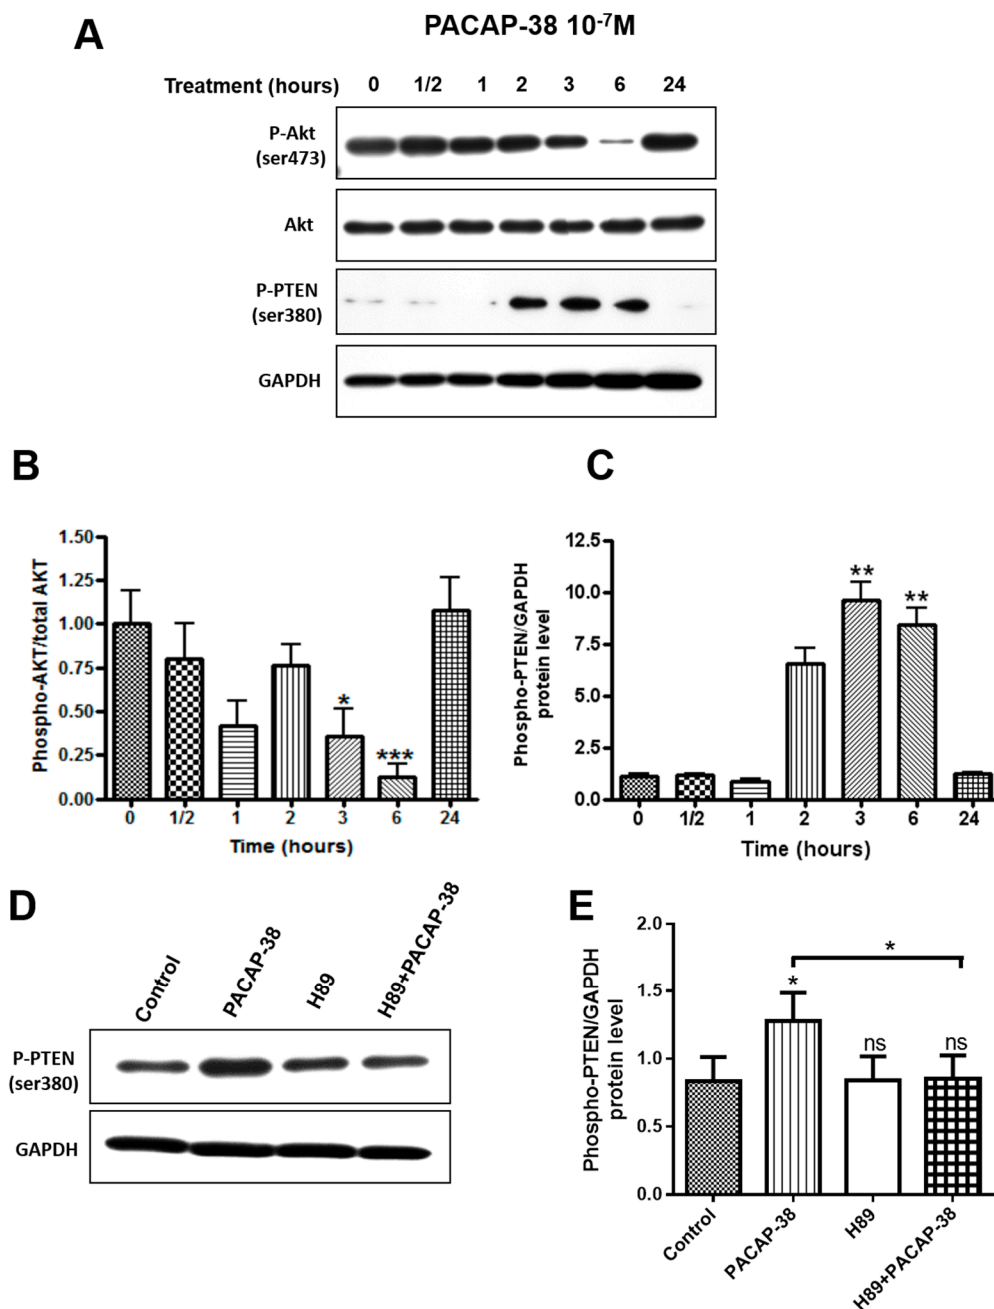 A
PACAP-38 10-7M
Treatment (hours) 0 1/2 1 2 3 6 24
P-Akt
(ser473)
Akt
P-PTEN
(ser380)
GAPDH
B
Phospho-AKT/total AKT
1.50
1.25
1.00
0.75
0.50
0.25
0.00
*
***
0 1/2 1 2 3 6 24
Time (hours)
C
Phospho-PTEN/GAPDH
protein level
12.5
10.0
7.5
5.0
2.5
0.0
**
**
0 1/2 1 2 3 6 24
Time (hours)
D
Control PACAP-38 H89 H89+PACAP-38
P-PTEN
(ser380)
GAPDH
E
Phospho-PTEN/GAPDH
protein level
2.0
1.5
1.0
0.5
0.0
*
*
ns
ns
Control PACAP-38 H89 H89+PACAP-38